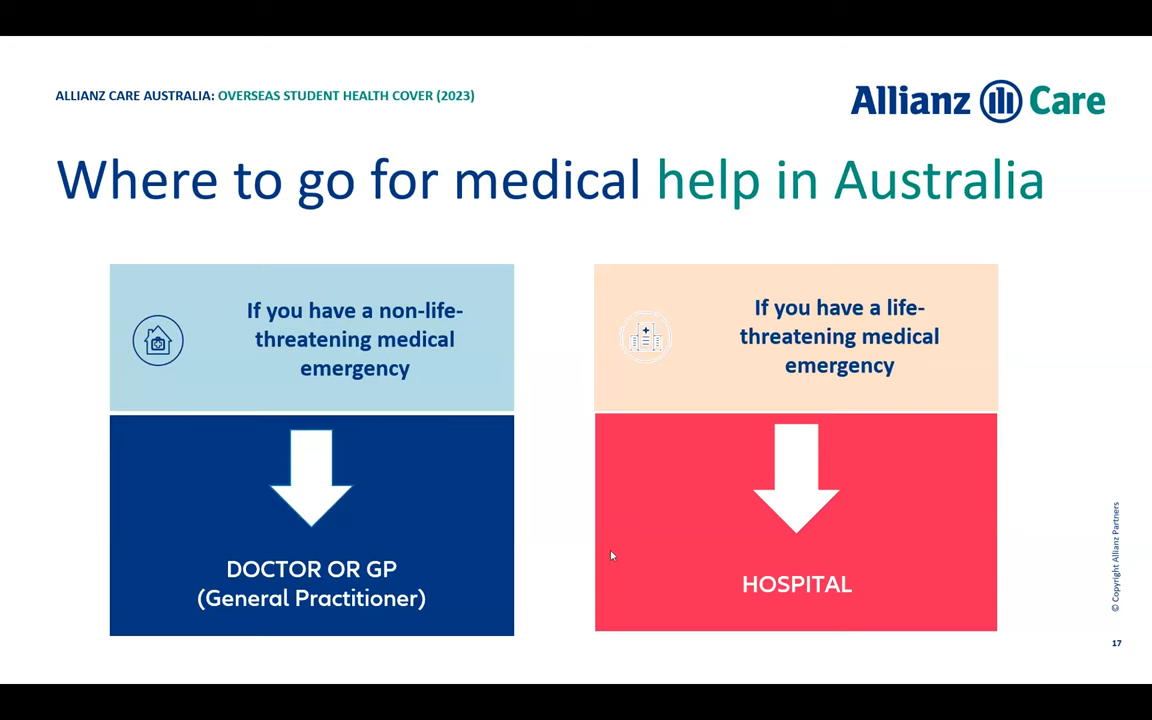 ALLIANZ CARE AUSTRALIA: OVERSEAS STUDENT HEALTH COVER (2023)
Allianz Care
Where to go for medical help in Australia
If you have a non-life-
threatening medical
emergency
DOCTOR OR GP
(General Practitioner)
If you have a life-
threatening medical
emergency
HOSPITAL
© Copyright Allianz Partners
17